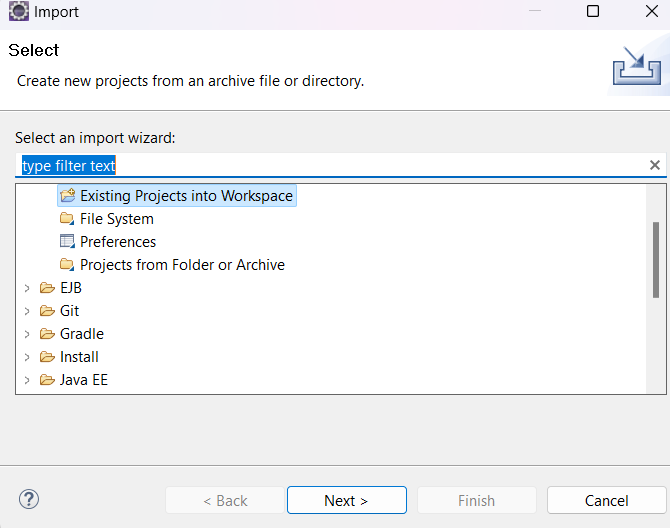 Import
Select
Create new projects from an archive file or directory.
Select an import wizard:
type filter text
Existing Projects into Workspace
File System
Preferences
Projects from Folder or Archive
EJB
Git
Gradle
Install
Java EE
?
< Back
Next >
Finish
Cancel